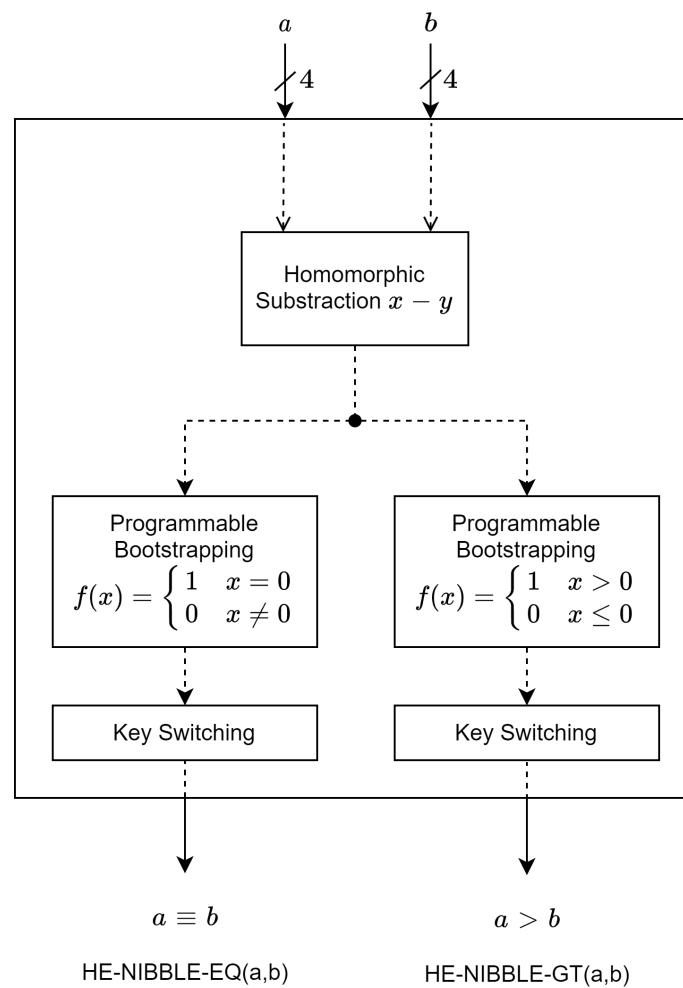 a b
4 4
Homomorphic
Substraction x − y
Programmable
Bootstrapping
f(x) = { 1 x = 0
0 x ≠ 0
Programmable
Bootstrapping
f(x) = { 1 x > 0
0 x ≤ 0
Key Switching
Key Switching
a ≡ b
a > b
HE-NIBBLE-EQ(a,b)
HE-NIBBLE-GT(a,b)